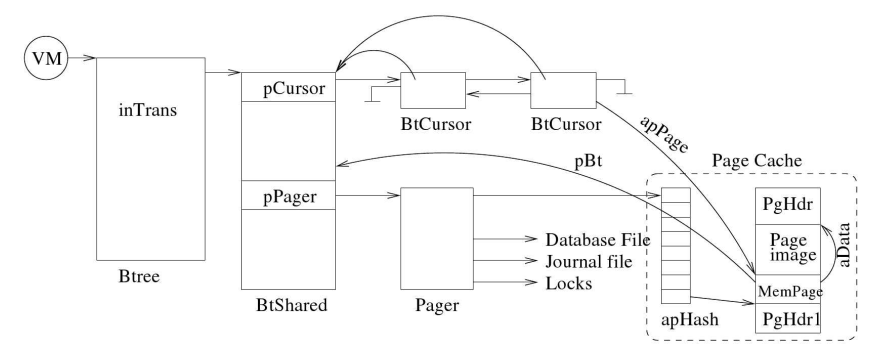 VM
inTrans
Btree
pCursor
pPager
BtShared
BtCursor
BtCursor
apPage
pBt
Pager
Database File
Journal file
Locks
Page Cache
apHash
PgHdr
Page
image
aData
MemPage
PgHdr1